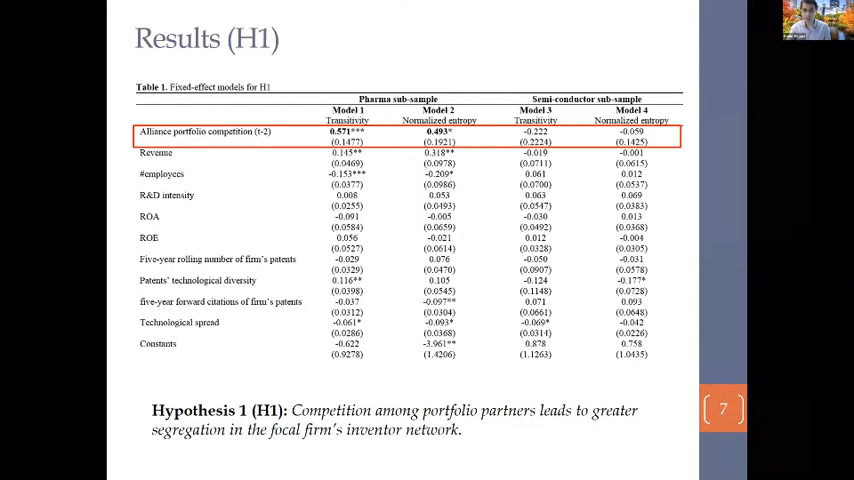 Results (H1)
Table 1. Fixed-effect models for H1
Pharma sub-sample Semi-conductor sub-sample
Model 1 Model 2 Model 3 Model 4
Transitivity Normalized entropy Transitivity Normalized entropy
Alliance portfolio competition (t-2) 0.571*** 0.493* -0.222 -0.059
(0.1477) (0.1921) (0.2224) (0.1425)
Revenue 0.145** 0.318** -0.019 -0.001
(0.0469) (0.0978) (0.0711) (0.0615)
#employees -0.153*** -0.209* 0.061 0.012
(0.0377) (0.0986) (0.0700) (0.0537)
R&D intensity 0.008 0.053 0.063 0.069
(0.0255) (0.0493) (0.0547) (0.0383)
ROA -0.091 -0.005 -0.030 0.013
(0.0584) (0.0659) (0.0492) (0.0368)
ROE 0.056 -0.021 0.012 -0.004
(0.0527) (0.0614) (0.0328) (0.0305)
Five-year rolling number of firm's patents -0.029 0.076 -0.050 -0.031
(0.0329) (0.0470) (0.0907) (0.0578)
Patents' technological diversity 0.116** 0.105 -0.124 -0.177*
(0.0398) (0.0545) (0.1148) (0.0728)
five-year forward citations of firm's patents -0.037 -0.097** 0.071 0.093
(0.0312) (0.0304) (0.0661) (0.0648)
Technological spread -0.061* -0.093* -0.069* -0.042
(0.0286) (0.0368) (0.0314) (0.0226)
Constants -0.622 -3.961** 0.878 0.758
(0.9278) (1.4206) (1.1263) (1.0435)
Hypothesis 1 (H1): Competition among portfolio partners leads to greater
segregation in the focal firm's inventor network.
7